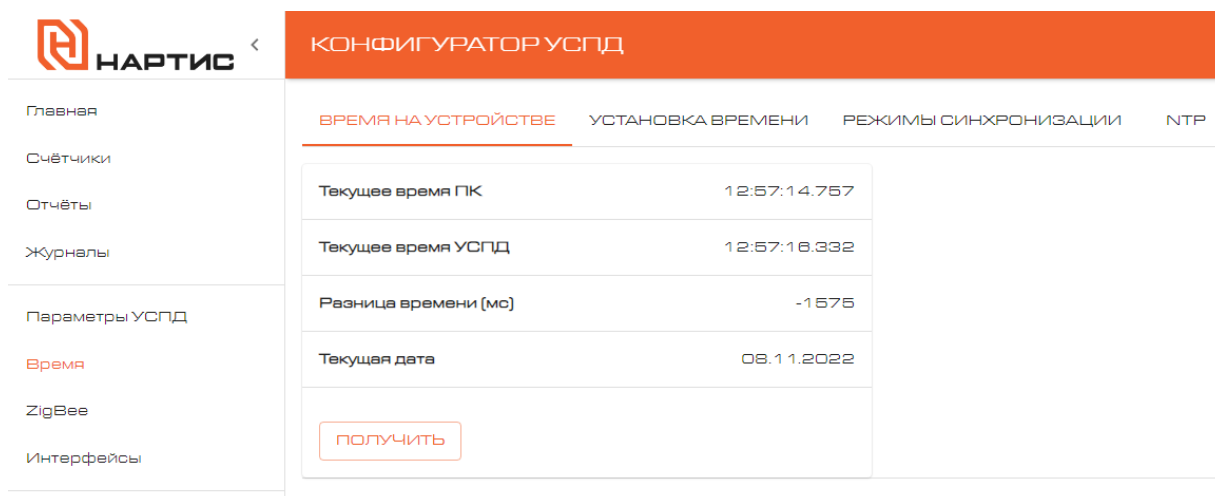 НАРТИС
КОНФИГУРАТОР УСПД
Главная
Счётчики
Отчёты
Журналы
Параметры УСПД
Время
ZigBee
Интерфейсы
ВРЕМЯ НА УСТРОЙСТВЕ УСТАНОВКА ВРЕМЕНИ РЕЖИМЫ СИНХРОНИЗАЦИИ NTP
Текущее время ПК 12:57:14.757
Текущее время УСПД 12:57:16.332
Разница времени (мс) -1575
Текущая дата 08.11.2022
ПОЛУЧИТЬ